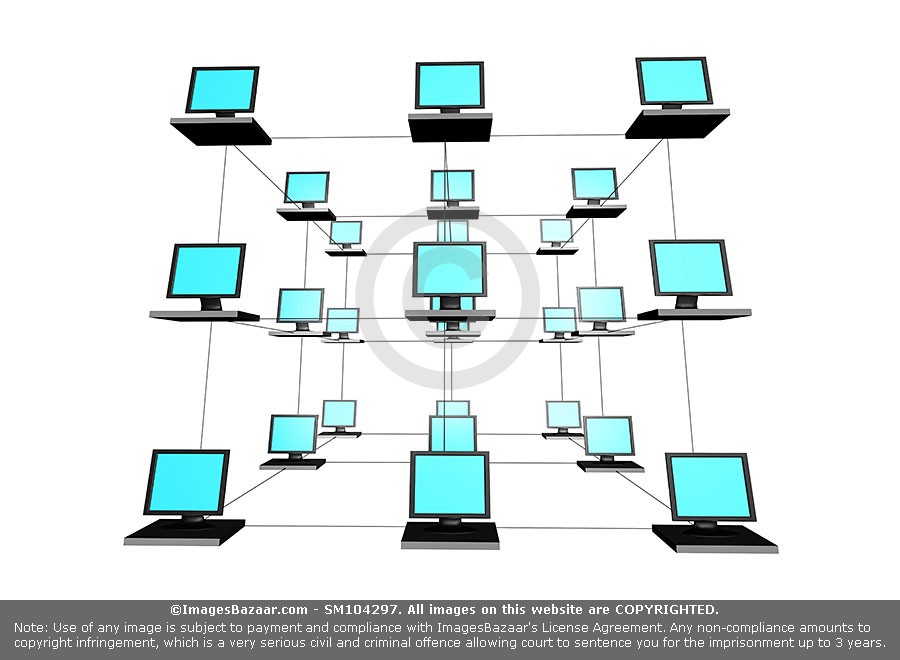 ©ImagesBazaar.com - SM104297. All images on this website are COPYRIGHTED.
Note: Use of any image is subject to payment and compliance with ImagesBazaar's License Agreement. Any non-compliance amounts to
copyright infringement, which is a very serious civil and criminal offence allowing court to sentence you for the imprisonment up to 3 years.